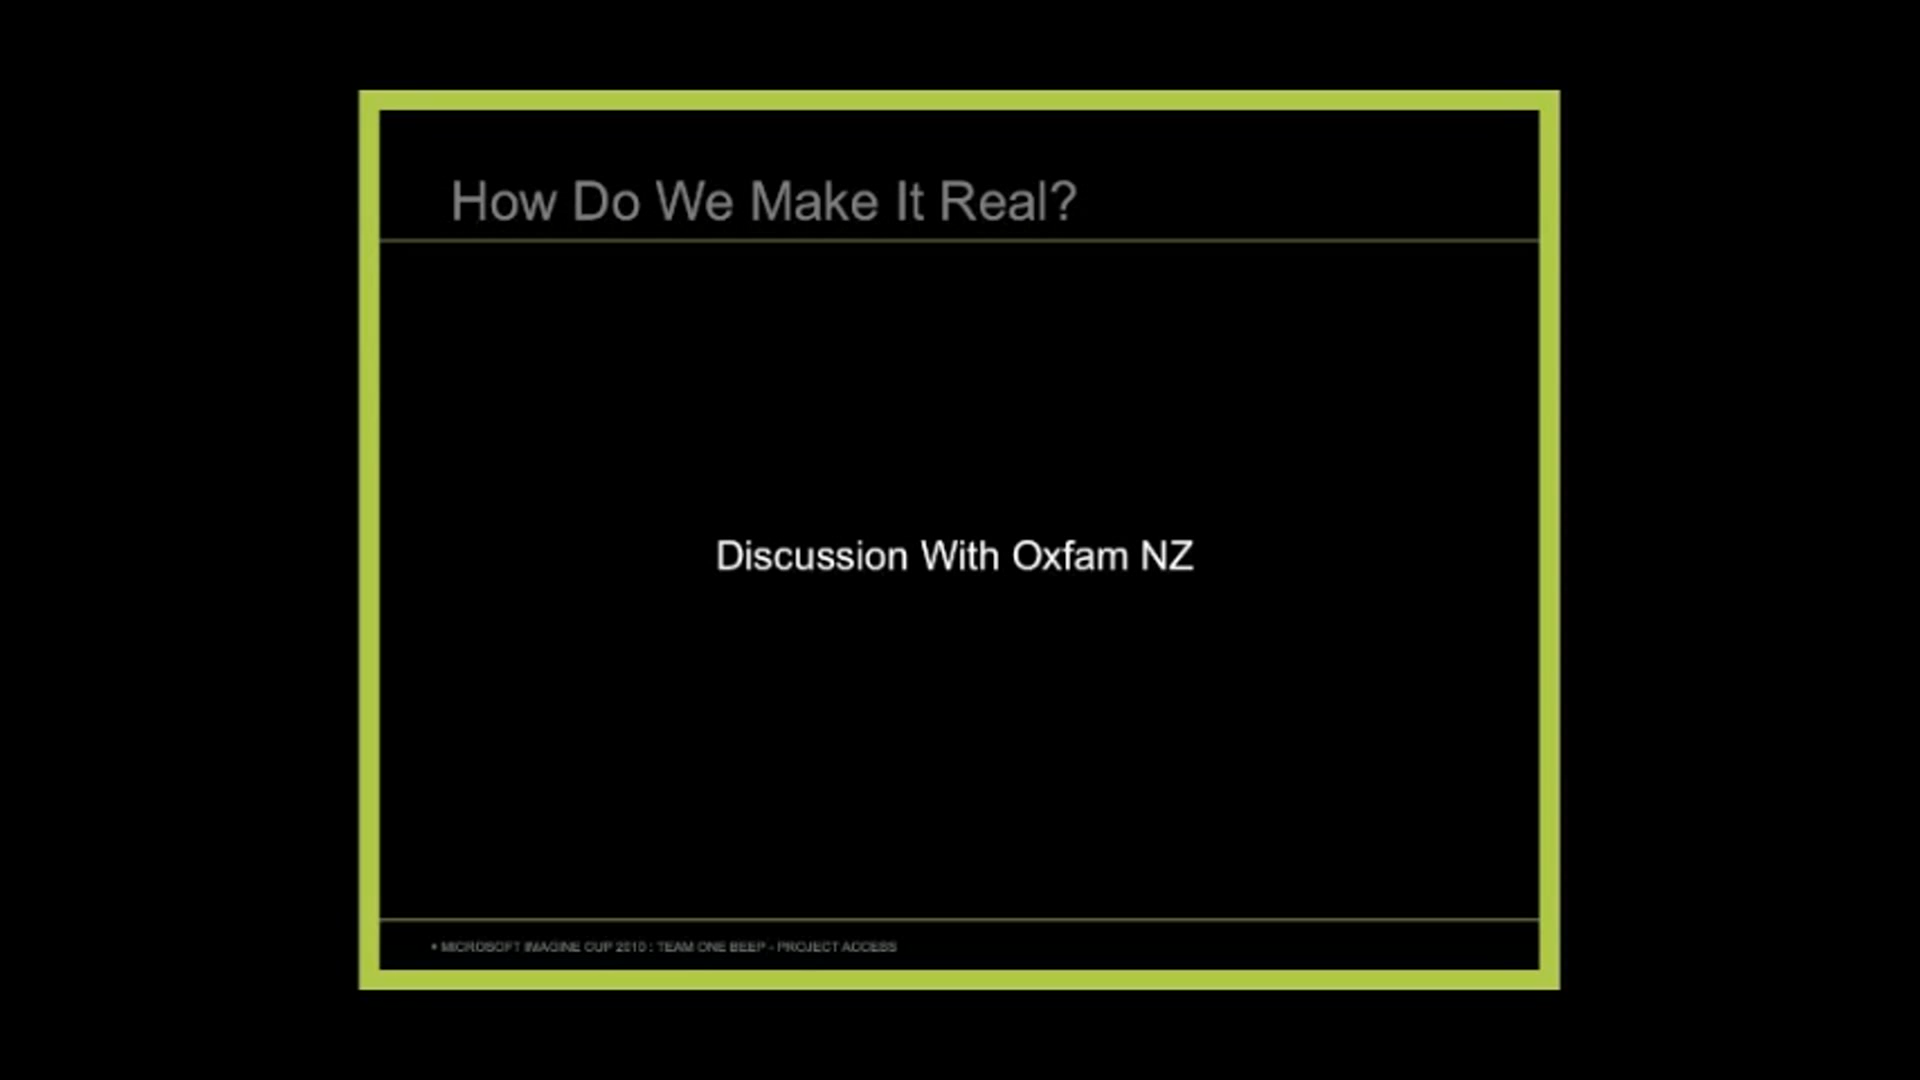 How Do We Make It Real?
Discussion With Oxfam NZ
• MICROSOFT IMAGINE CUP 2010 : TEAM ONE BEEP - PROJECT ACCESS